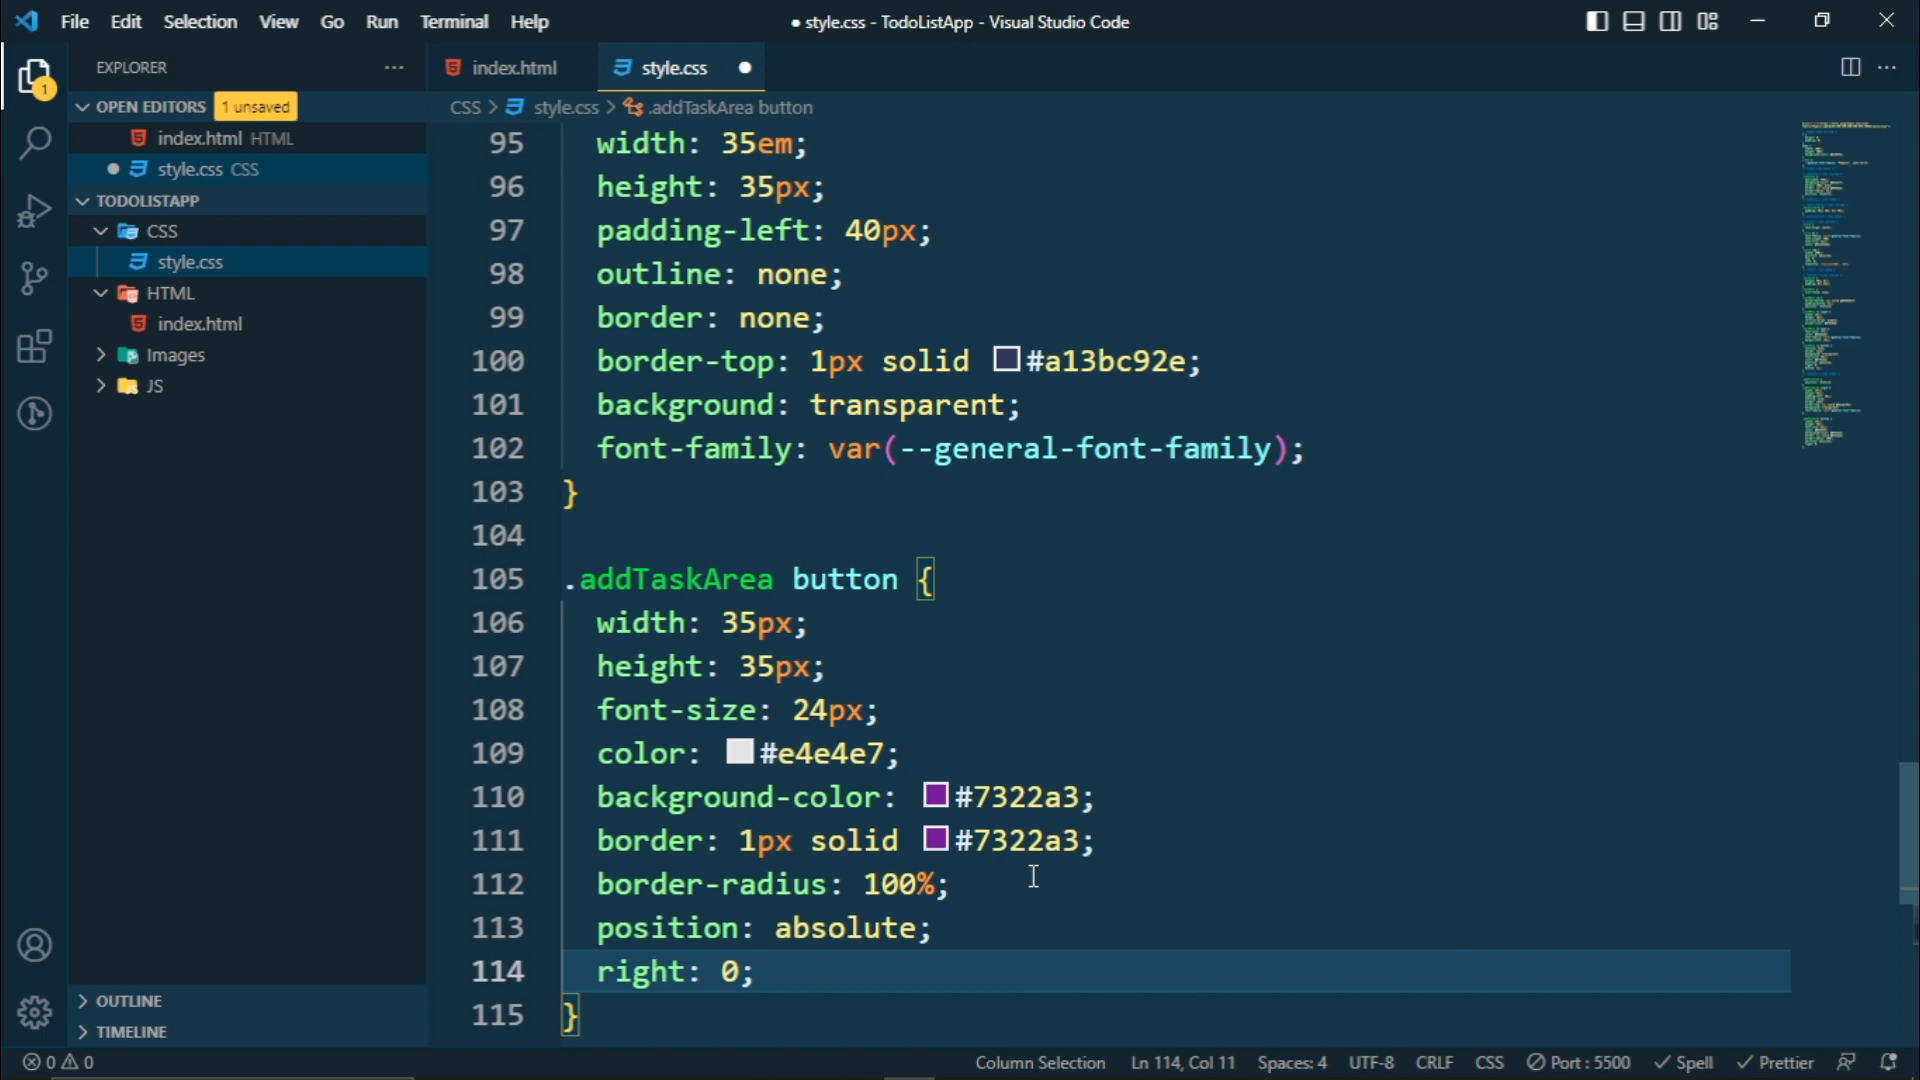 File Edit Selection View Go Run Terminal Help
● style.css - TodoListApp - Visual Studio Code
EXPLORER
index.html
style.css
OPEN EDITORS 1 unsaved
index.html HTML
style.css CSS
TODOLISTAPP
CSS
style.css
HTML
index.html
Images
JS
OUTLINE
TIMELINE
1
CSS > style.css > .addTaskArea button
95 width: 35em;
96 height: 35px;
97 padding-left: 40px;
98 outline: none;
99 border: none;
100 border-top: 1px solid #a13bc92e;
101 background: transparent;
102 font-family: var(--general-font-family);
103 }
104
105 .addTaskArea button {
106 width: 35px;
107 height: 35px;
108 font-size: 24px;
109 color: #e4e4e7;
110 background-color: #7322a3;
111 border: 1px solid #7322a3;
112 border-radius: 100%;
113 position: absolute;
114 right: 0;
115 }
0 0 Column Selection Ln 114, Col 11 Spaces: 4 UTF-8 CRLF CSS Port : 5500 Spell Prettier